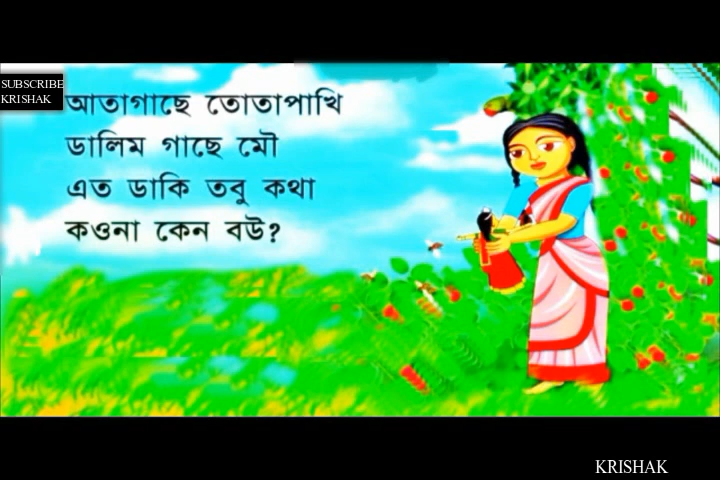 SUBSCRIBE
KRISHAK
আতাগাছে তোতাপাখি
ডালিম গাছে মৌ
এত ডাকি তবু কথা
কওনা কেন বউ?
KRISHAK